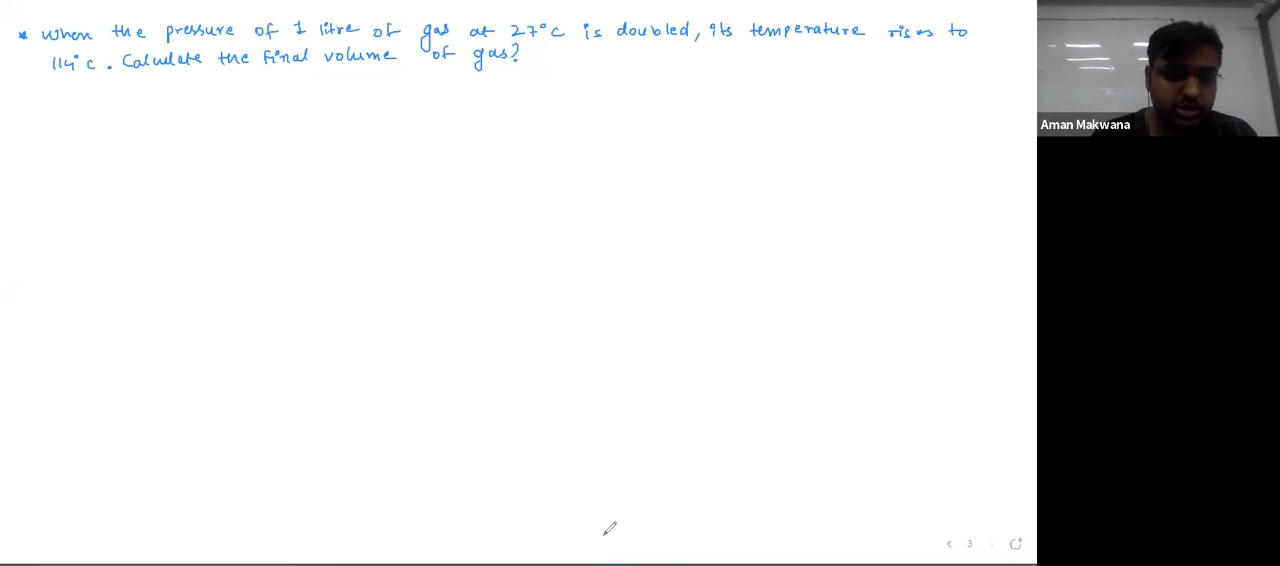 * When the pressure of 1 litre of gas at 27°C is doubled, its temperature rises to
114°C. Calculate the final volume of gas?
Aman Makwana
3